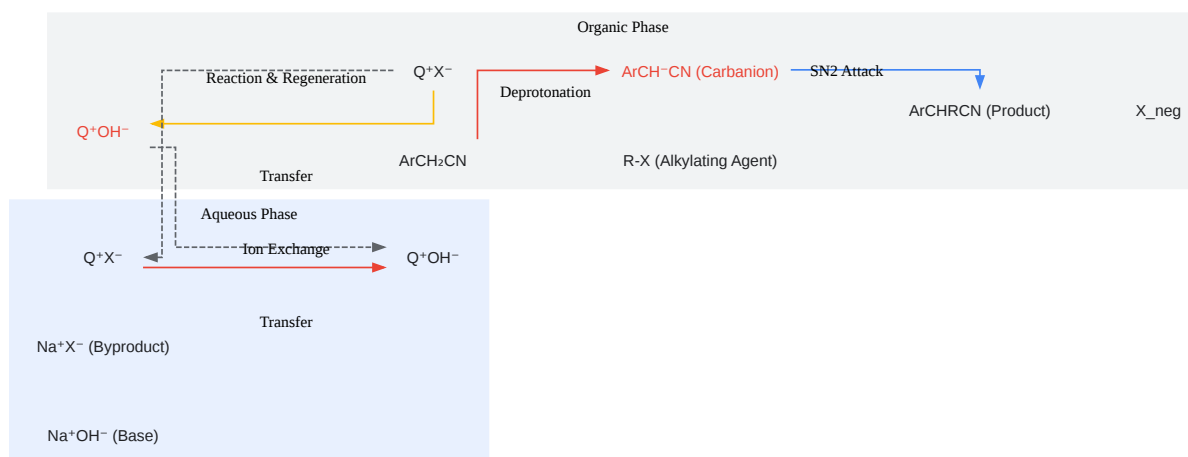 Organic Phase
Reaction & Regeneration
Q⁺X⁻
ArCH⁻CN (Carbanion)
SN2 Attack
Deprotonation
ArCHRCN (Product)
X_neg
Q⁺OH⁻
ArCH₂CN
R-X (Alkylating Agent)
Transfer
Aqueous Phase
Ion Exchange
Q⁺X⁻
Q⁺OH⁻
Transfer
Na⁺X⁻ (Byproduct)
Na⁺OH⁻ (Base)